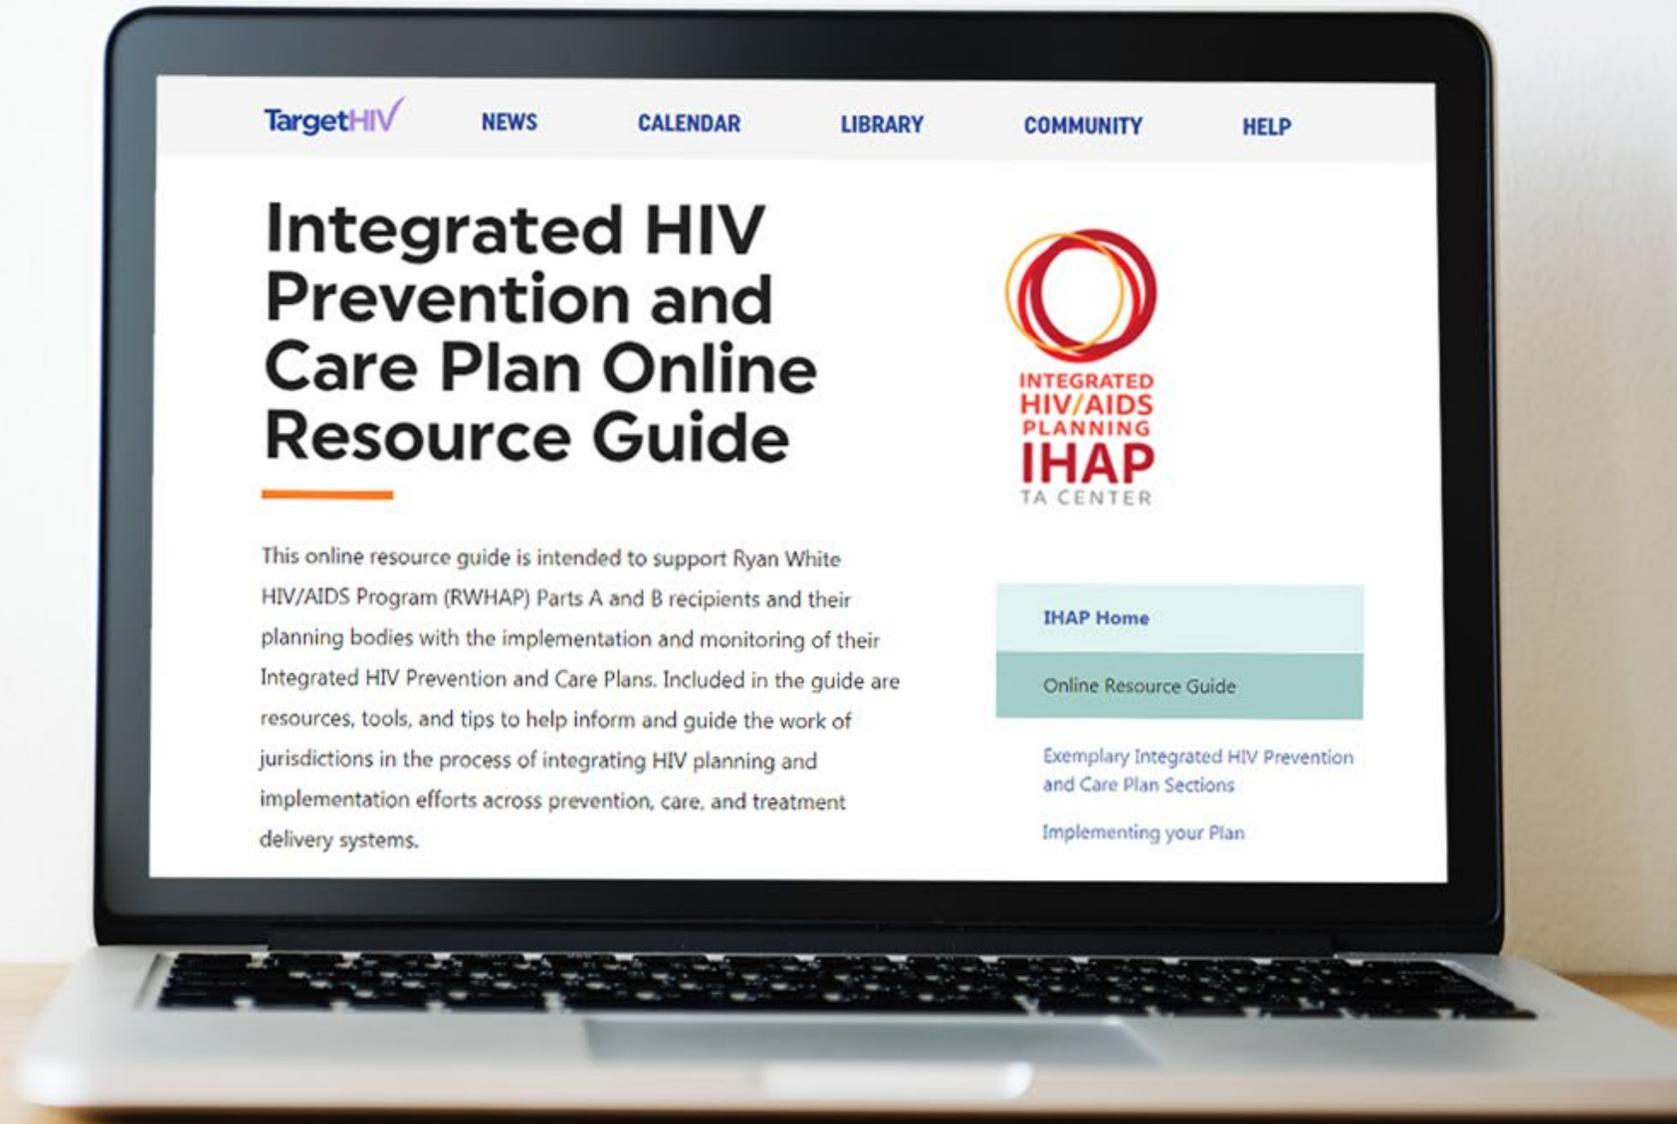 TargetHIV
NEWS
CALENDAR
LIBRARY
COMMUNITY
HELP
Integrated HIV
Prevention and
Care Plan Online
Resource Guide
This online resource guide is intended to support Ryan White
HIV/AIDS Program (RWHAP) Parts A and B recipients and their
planning bodies with the implementation and monitoring of their
Integrated HIV Prevention and Care Plans. Included in the guide are
resources, tools, and tips to help inform and guide the work of
jurisdictions in the process of integrating HIV planning and
implementation efforts across prevention, care, and treatment
delivery systems.
INTEGRATED
HIV/AIDS
PLANNING
IHAP
TA CENTER
IHAP Home
Online Resource Guide
Exemplary Integrated HIV Prevention
and Care Plan Sections
Implementing your Plan